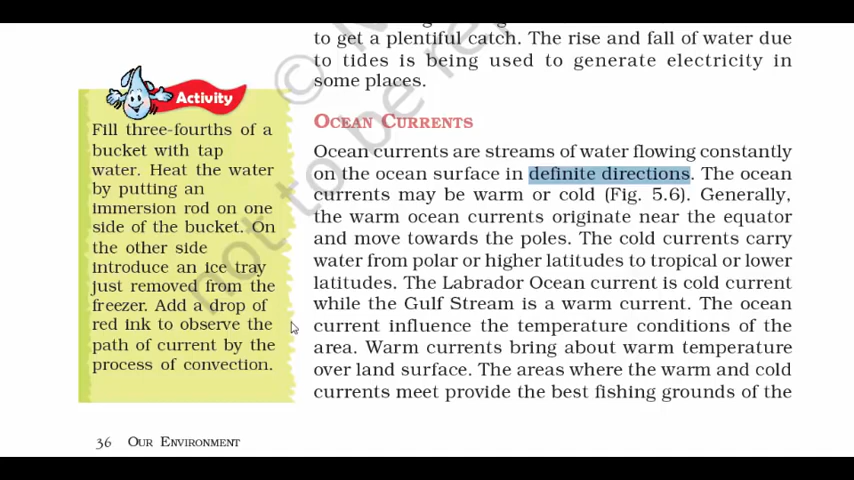 to get a plentiful catch. The rise and fall of water due
to tides is being used to generate electricity in
some places.
Activity
Fill three-fourths of a
bucket with tap
water. Heat the water
by putting an
immersion rod on one
side of the bucket. On
the other side
introduce an ice tray
just removed from the
freezer. Add a drop of
red ink to observe the
path of current by the
process of convection.
OCEAN CURRENTS
Ocean currents are streams of water flowing constantly
on the ocean surface in definite directions. The ocean
currents may be warm or cold (Fig. 5.6). Generally,
the warm ocean currents originate near the equator
and move towards the poles. The cold currents carry
water from polar or higher latitudes to tropical or lower
latitudes. The Labrador Ocean current is cold current
while the Gulf Stream is a warm current. The ocean
current influence the temperature conditions of the
area. Warm currents bring about warm temperature
over land surface. The areas where the warm and cold
currents meet provide the best fishing grounds of the
36 OUR ENVIRONMENT
©
not to be re